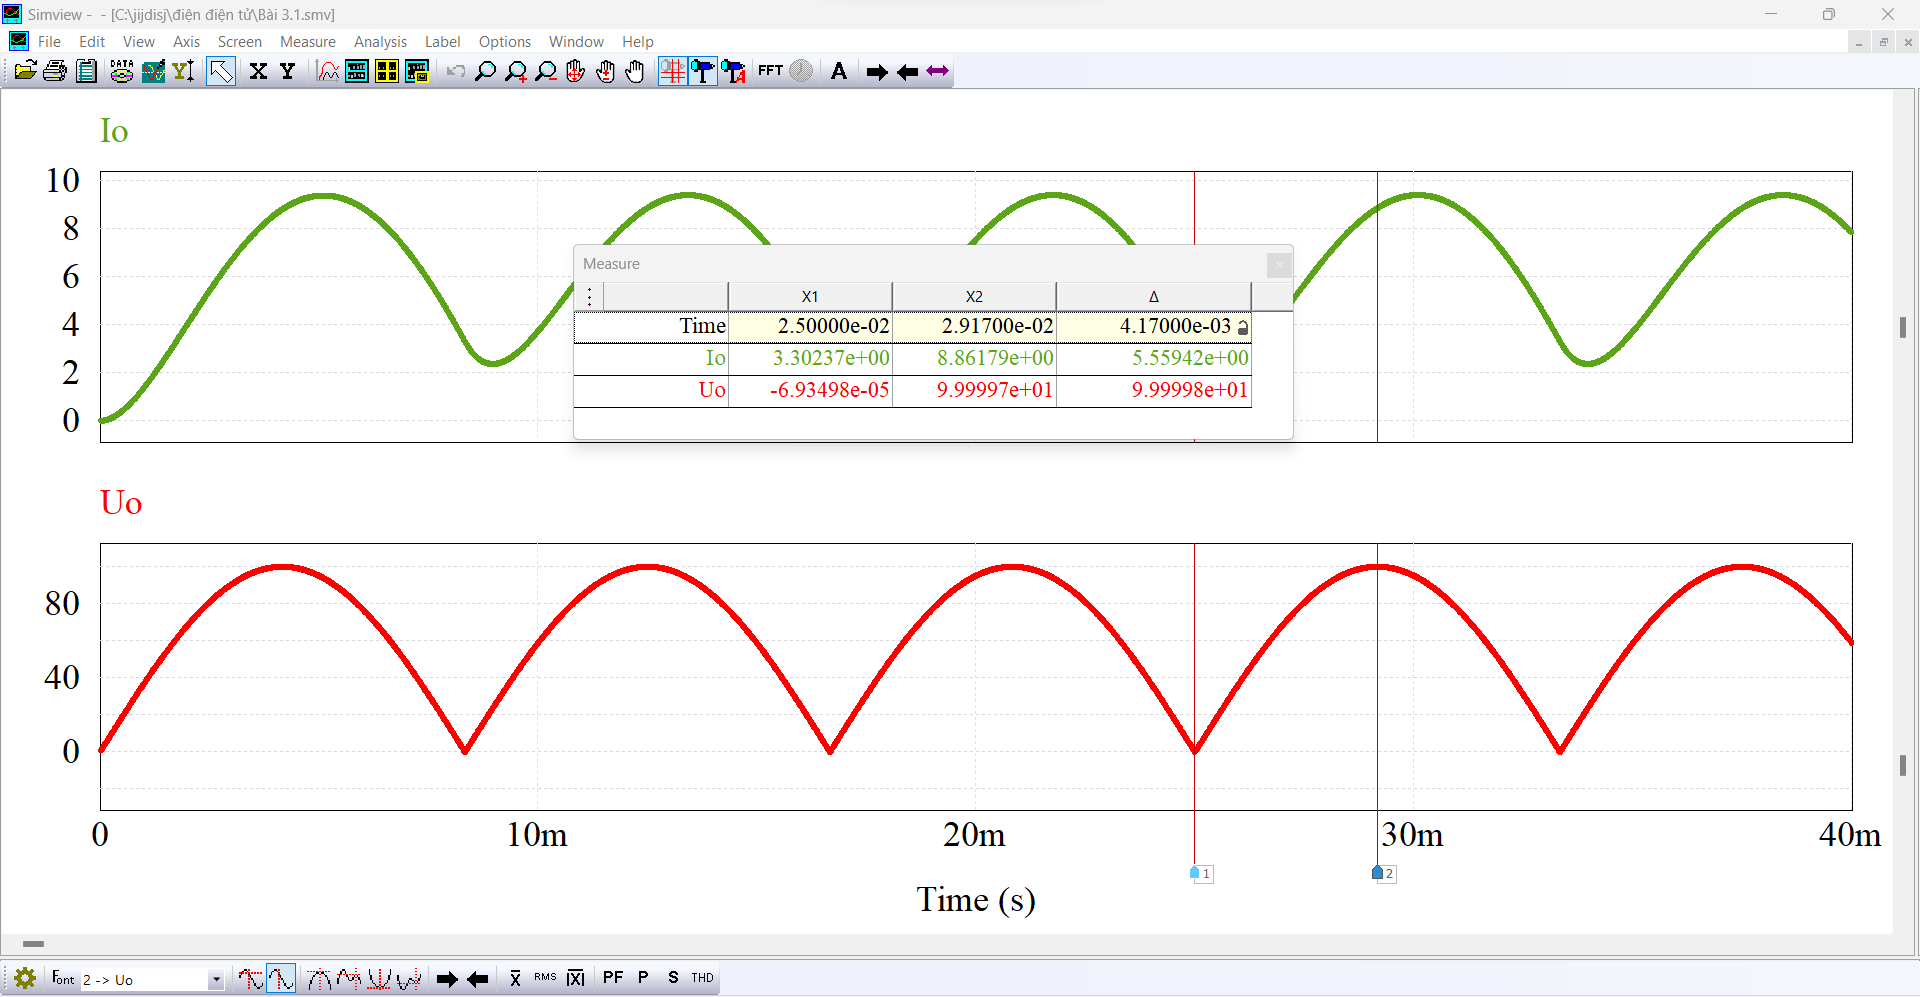 Simview - - [C:\jijdisj\điện điện tử\Bài 3.1.smv]
File Edit View Axis Screen Measure Analysis Label Options Window Help
DATA Y X Y FFT A
Io
10
8
6
4
2
0
Measure
X1 X2 Δ
Time 2.50000e-02 2.91700e-02 4.17000e-03
Io 3.30237e+00 8.86179e+00 5.55942e+00
Uo -6.93498e-05 9.99997e+01 9.99998e+01
Uo
80
40
0
0 10m 20m 30m 40m
1 2
Time (s)
Font 2 -> Uo x̄ RMS |X| PF P S THD